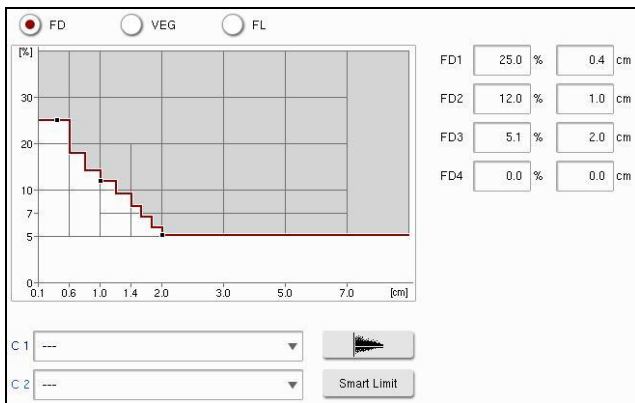 FD VEG FL
[%]
30
20
10
7
5
0
0.1 0.6 1.0 1.4 2.0 3.0 5.0 7.0 [cm]
FD1 25.0 % 0.4 cm
FD2 12.0 % 1.0 cm
FD3 5.1 % 2.0 cm
FD4 0.0 % 0.0 cm
C 1 ---
C 2 --- Smart Limit